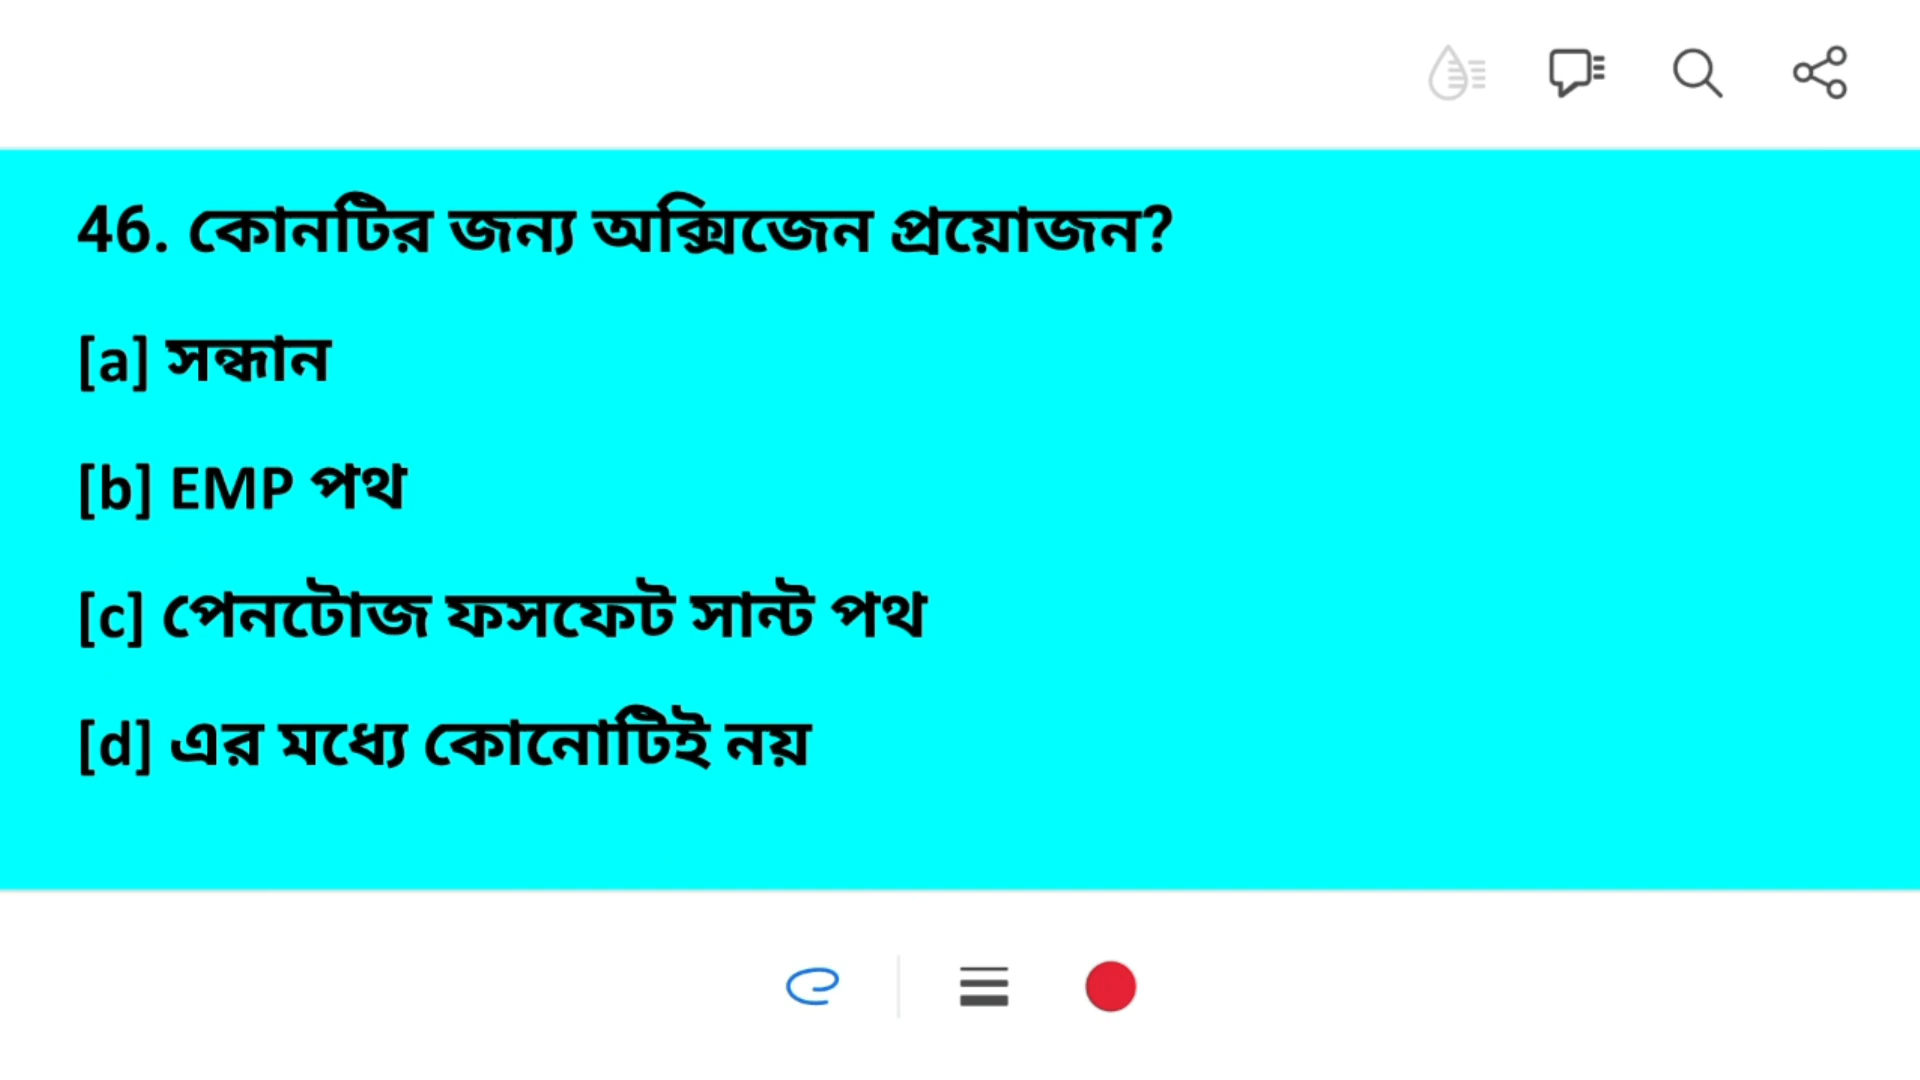 46. কোনটির জন্য অক্সিজেন প্রয়োজন?
[a] সন্ধান
[b] EMP পথ
[c] পেনটোজ ফসফেট সান্ট পথ
[d] এর মধ্যে কোনোটিই নয়